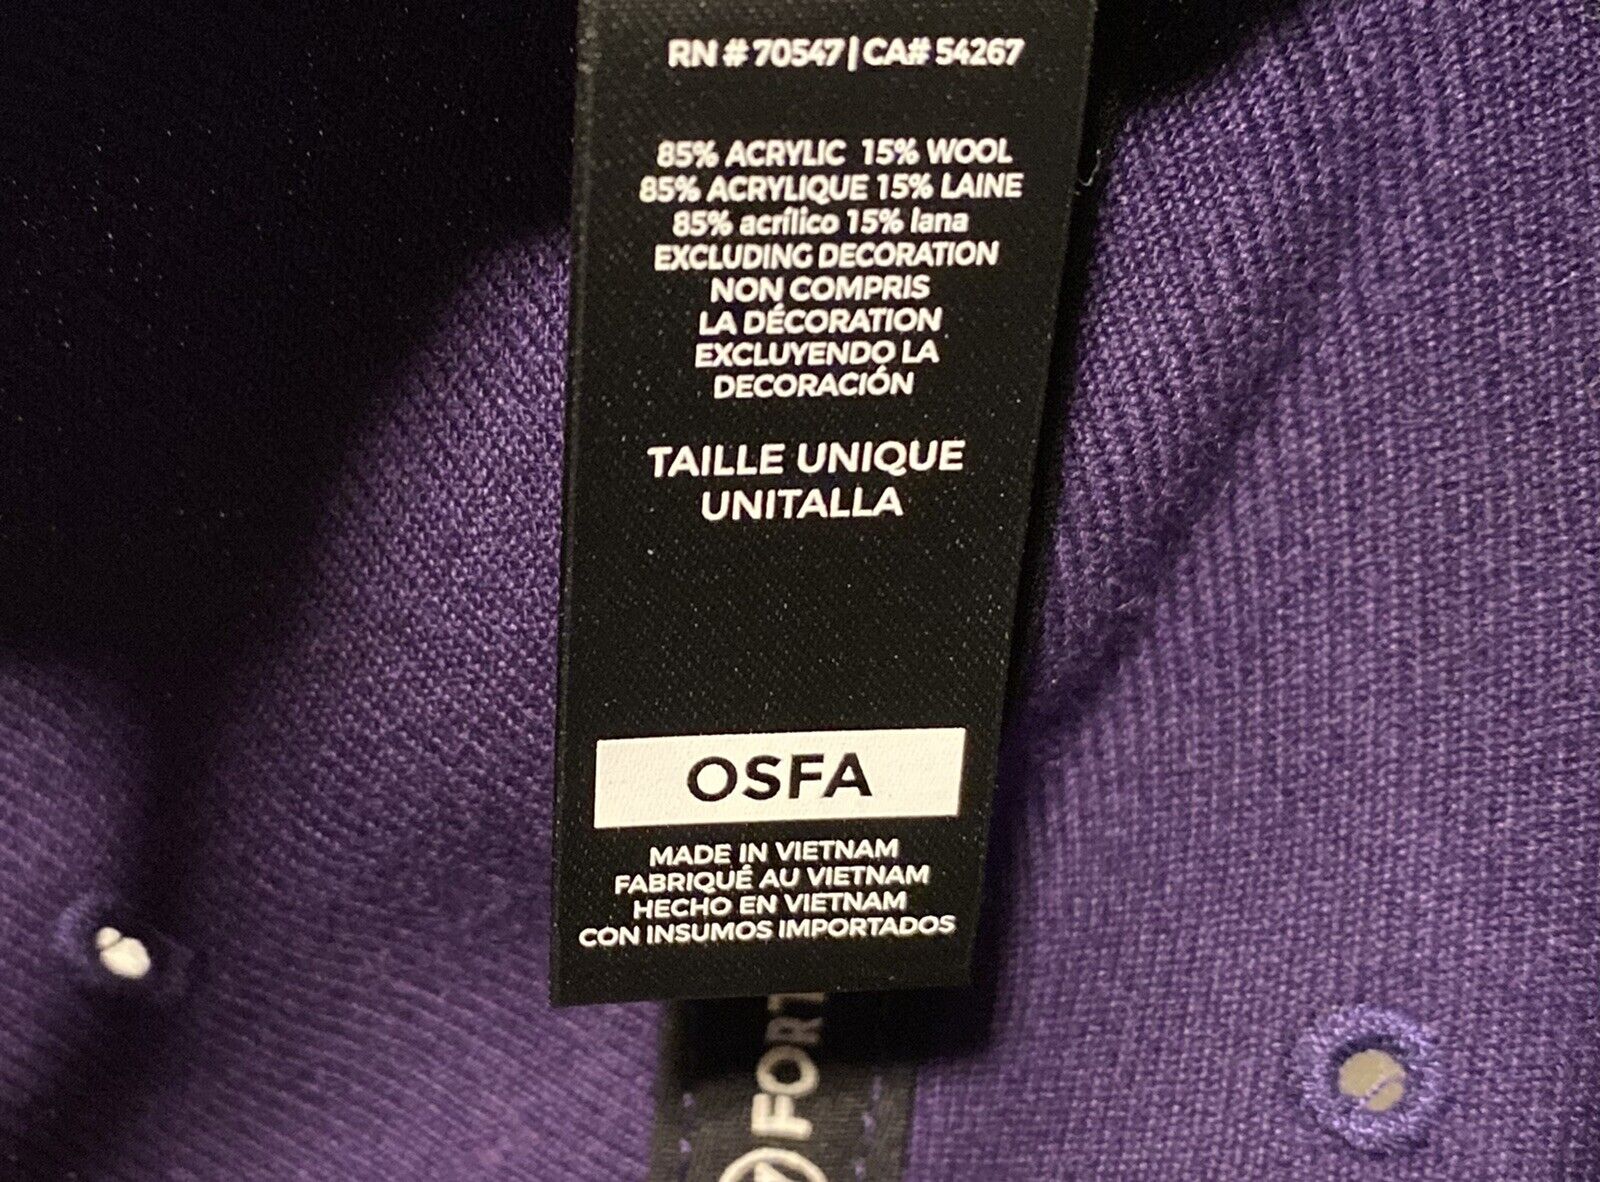 RN # 70547 | CA# 54267
85% ACRYLIC 15% WOOL
85% ACRYLIQUE 15% LAINE
85% acrílico 15% lana
EXCLUDING DECORATION
NON COMPRIS
LA DÉCORATION
EXCLUYENDO LA
DECORACIÓN
TAILLE UNIQUE
UNITALLA
OSFA
MADE IN VIETNAM
FABRIQUÉ AU VIETNAM
HECHO EN VIETNAM
CON INSUMOS IMPORTADOS